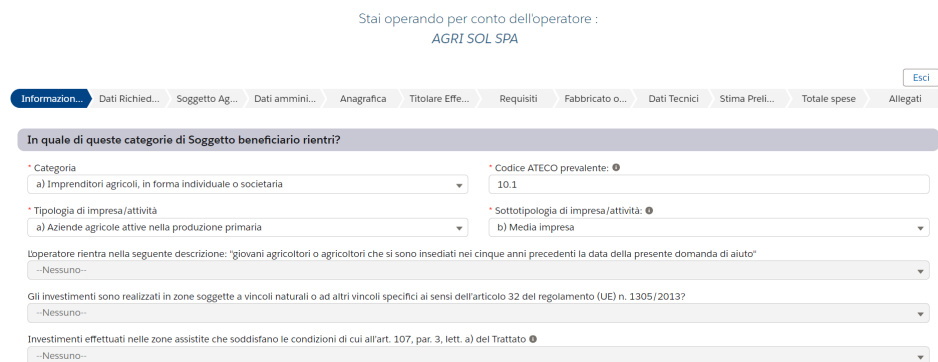 Stai operando per conto dell'operatore :
AGRI SOL SPA
Esci
Informazion... Dati Richied... Soggetto Ag... Dati ammini... Anagrafica Titolare Effe... Requisiti Fabbricato o... Dati Tecnici Stima Preli... Totale spese Allegati
In quale di queste categorie di Soggetto beneficiario rientri?
* Categoria * Codice ATECO prevalente:
a) Imprenditori agricoli, in forma individuale o societaria 10.1
* Tipologia di impresa/attività * Sottotipologia di impresa/attività:
a) Aziende agricole attive nella produzione primaria b) Media impresa
L'operatore rientra nella seguente descrizione: "giovani agricoltori o agricoltori che si sono insediati nei cinque anni precedenti la data della presente domanda di aiuto"
--Nessuno--
Gli investimenti sono realizzati in zone soggette a vincoli naturali o ad altri vincoli specifici ai sensi dell'articolo 32 del regolamento (UE) n. 1305/2013?
--Nessuno--
Investimenti effettuati nelle zone assistite che soddisfano le condizioni di cui all'art. 107, par. 3, lett. a) del Trattato
--Nessuno--